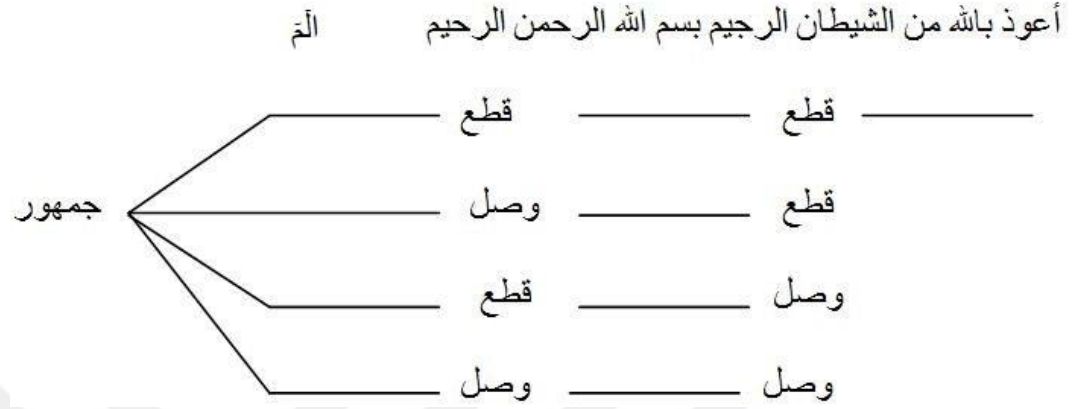 أعوذ بالله من الشيطان الرجيم بسم الله الرحمن الرحيم الَمَ
قطع قطع
قطع وصل جمهور
وصل قطع
وصل وصل